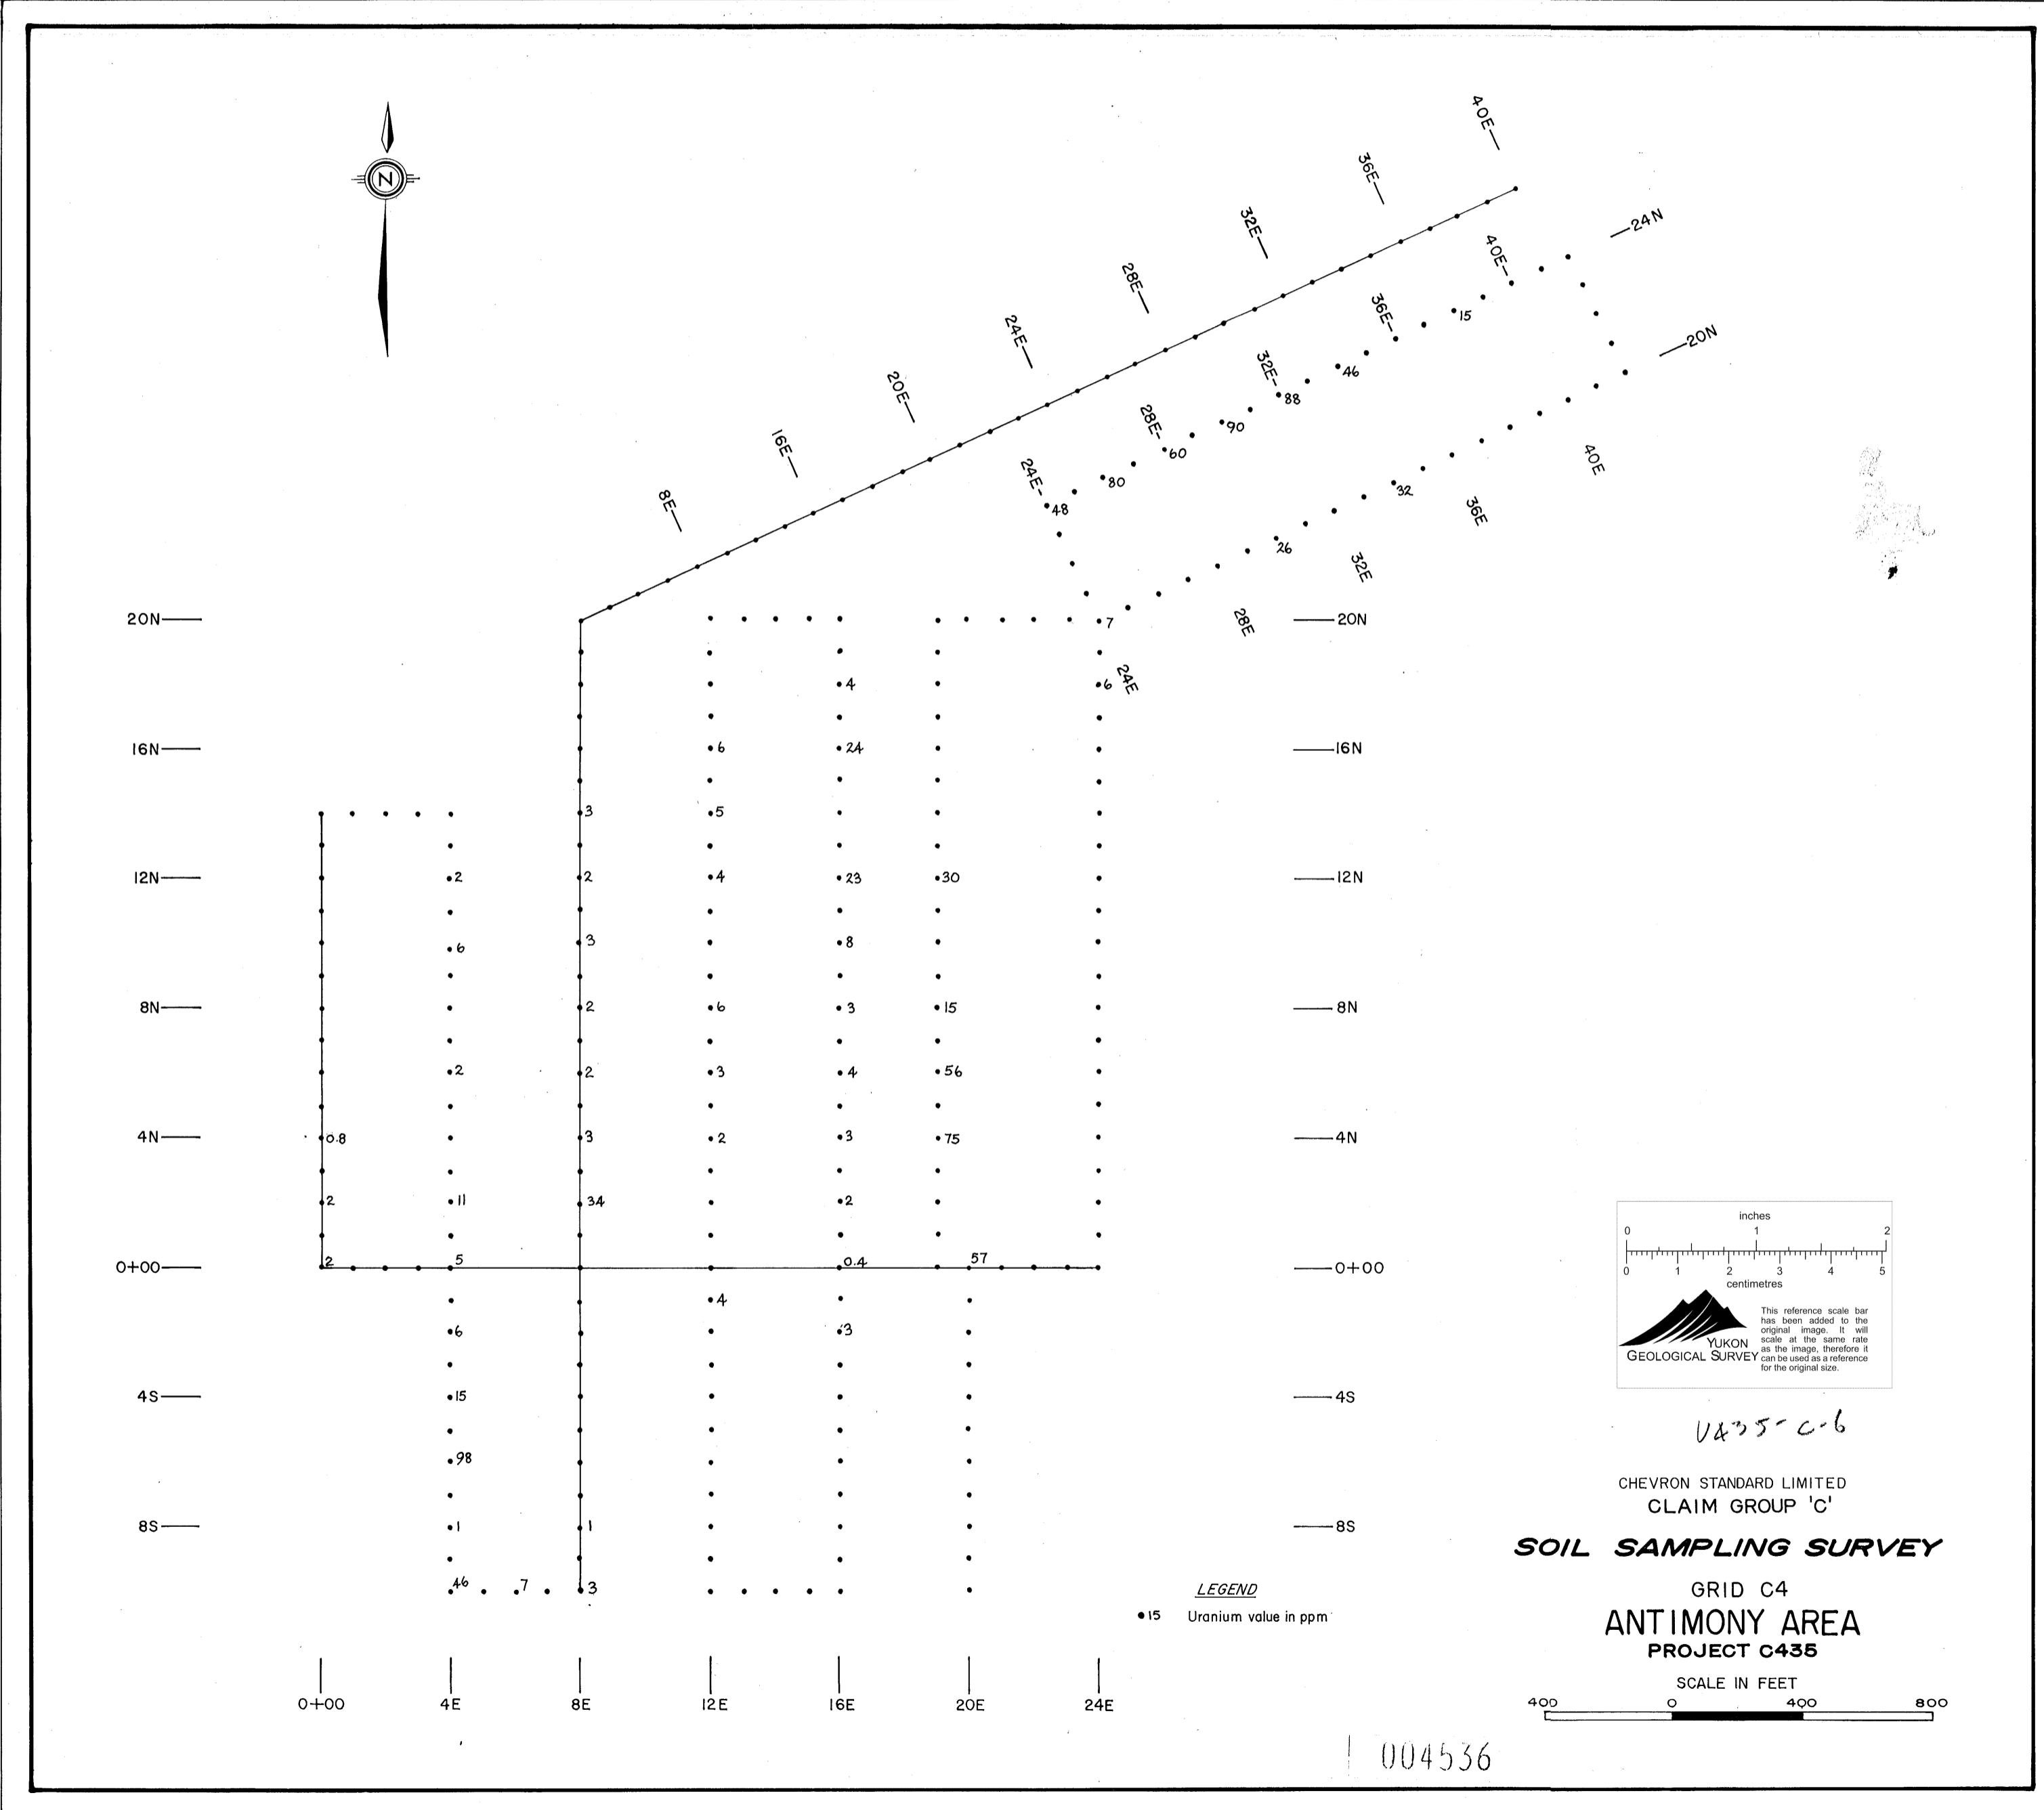 40E
36E
32E
28E
24E
20E
16E
8E
N
24N
20N
40E
36E
32E
28E
24E
15
46
88
90
60
80
48
32
26
40E
36E
32E
28E
24E
20N
7
20N
4
6
16N
6
24
16N
3
5
12N
2
2
4
23
30
12N
6
3
8
8N
2
6
3
15
8N
2
2
3
4
56
4N
0.8
3
2
3
75
4N
2
11
34
2
0+00
2
5
0.4
57
0+00
4
6
3
4S
15
4S
98
8S
1
1
8S
46
7
3
0+00
4E
8E
12E
16E
20E
24E
LEGEND
15 Uranium value in ppm
inches
0 1 2
0 1 2 3 4 5
centimetres
YUKON
GEOLOGICAL SURVEY
This reference scale bar
has been added to the
original image. It will
scale at the same rate
as the image, therefore it
can be used as a reference
for the original size.
U435-C-6
CHEVRON STANDARD LIMITED
CLAIM GROUP 'C'
SOIL SAMPLING SURVEY
GRID C4
ANTIMONY AREA
PROJECT C435
SCALE IN FEET
400 0 400 800
004536